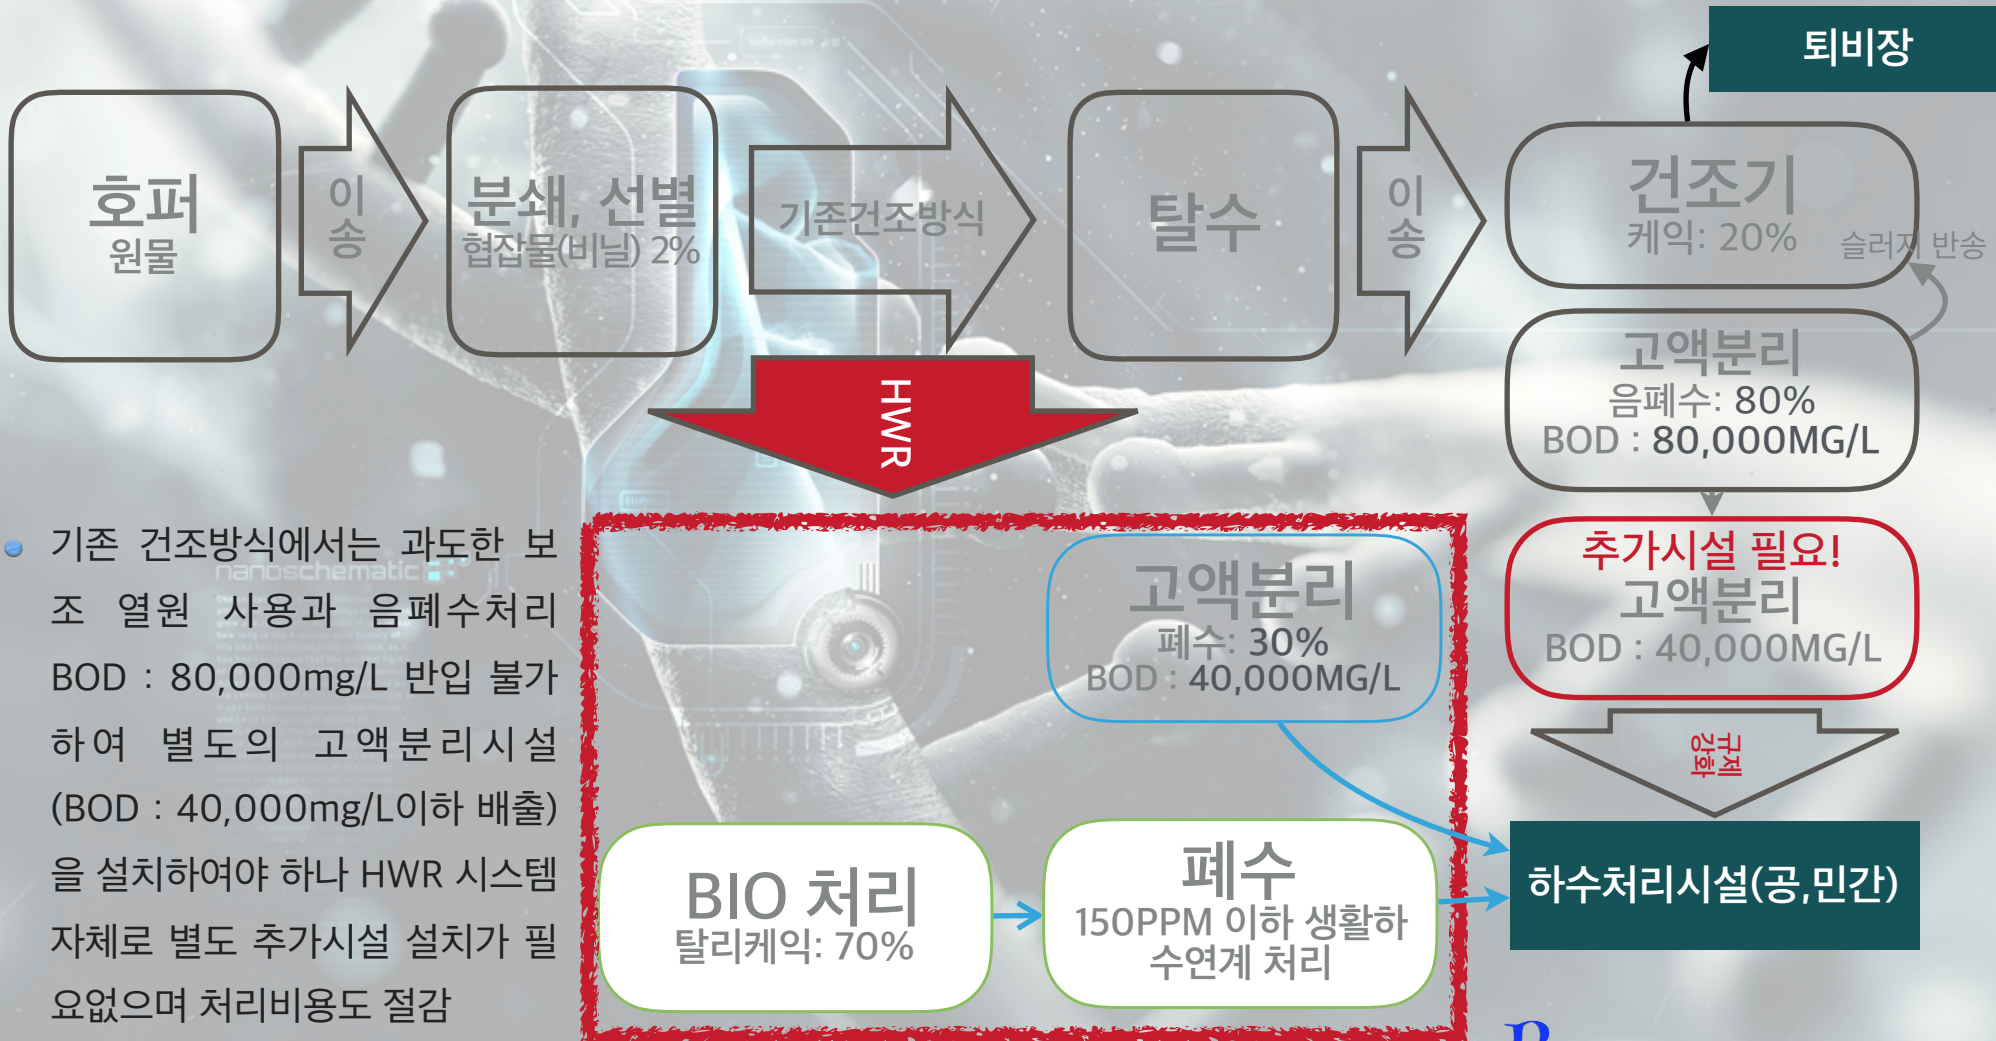 퇴비장
호퍼
원물
이송
분쇄, 선별
협잡물(비닐) 2%
기존건조방식
탈수
이송
건조기
케익: 20%
슬러지 반송
고액분리
음폐수: 80%
BOD : 80,000MG/L
HWR
추가시설 필요!
고액분리
BOD : 40,000MG/L
규제
강화
하수처리시설(공,민간)
고액분리
폐수: 30%
BOD : 40,000MG/L
BIO 처리
탈리케익: 70%
폐수
150PPM 이하 생활하
수연계 처리
기존 건조방식에서는 과도한 보
조 열원 사용과 음폐수처리
BOD : 80,000mg/L 반입 불가
하여 별도의 고액분리시설
(BOD : 40,000mg/L이하 배출)
을 설치하여야 하나 HWR 시스템
자체로 별도 추가시설 설치가 필
요없으며 처리비용도 절감
nanoschematic